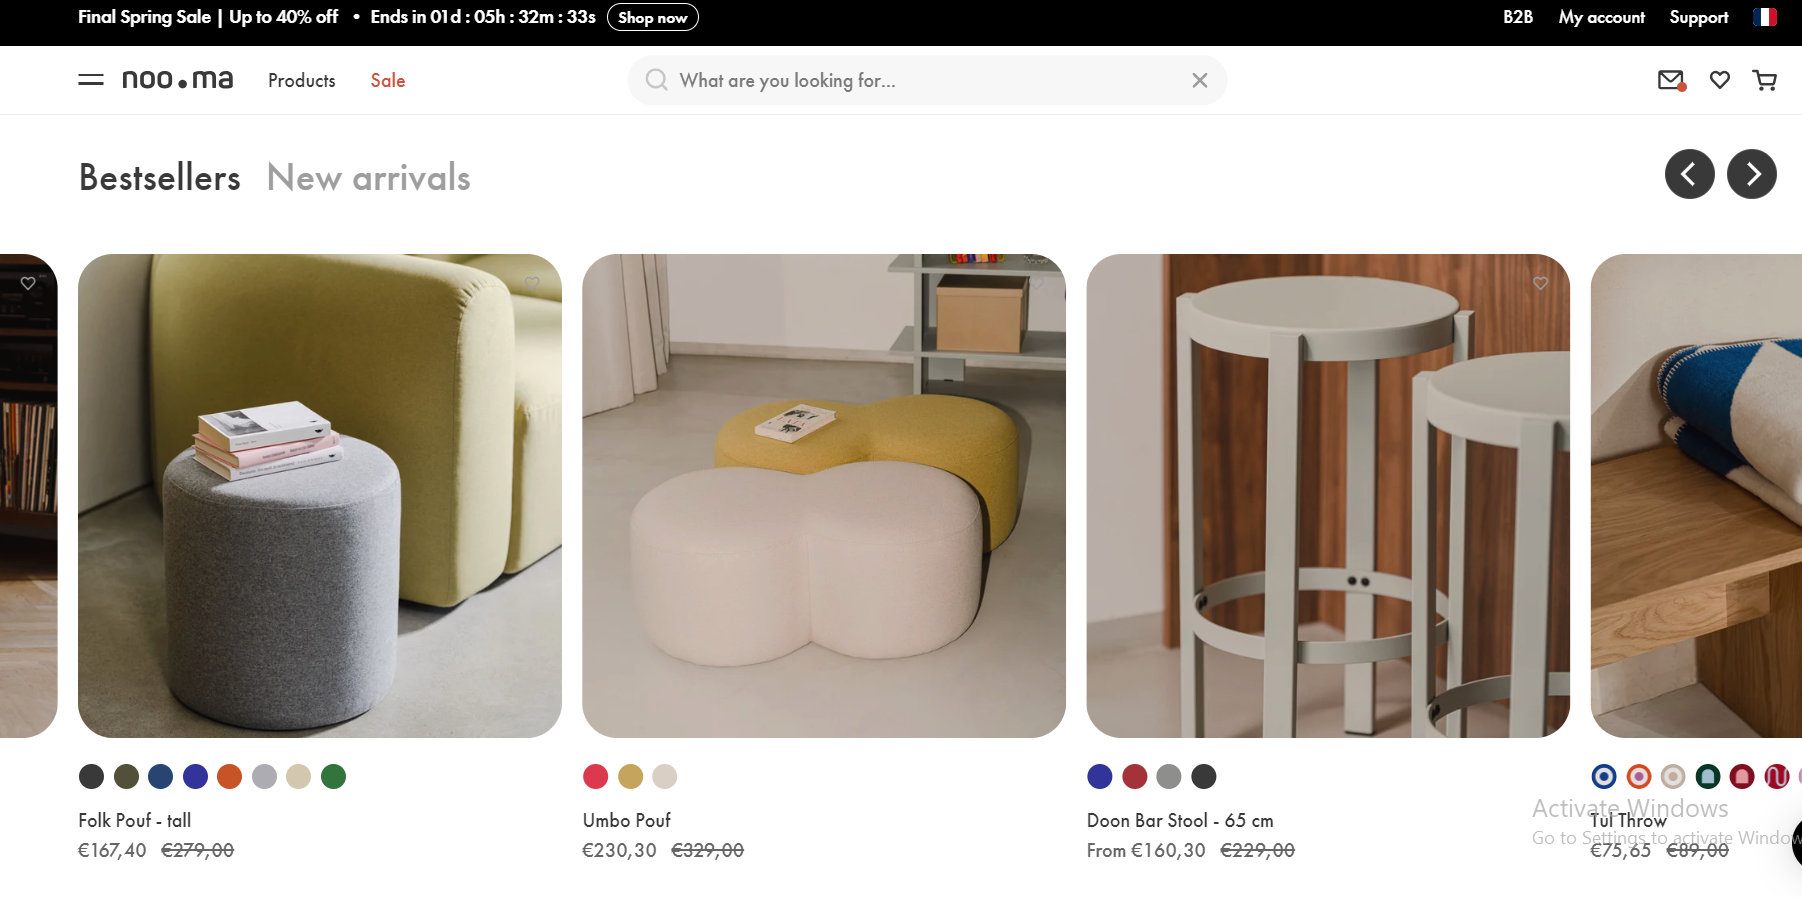 Final Spring Sale | Up to 40% off • Ends in 01d : 05h : 32m : 33s Shop now
B2B My account Support
noo.ma Products Sale
What are you looking for...
Bestsellers New arrivals
Folk Pouf - tall
€167,40 €279,00
Umbo Pouf
€230,30 €329,00
Doon Bar Stool - 65 cm
From €160,30 €229,00
Tul Throw
€75,65 €89,00
Activate Windows
Go to Settings to activate Window